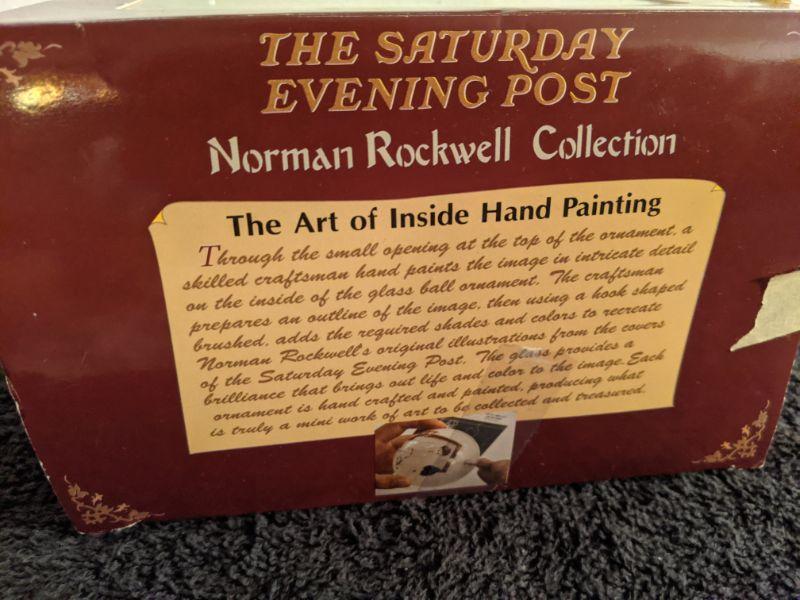 THE SATURDAY
EVENING POST
Norman Rockwell Collection
The Art of Inside Hand Painting
Through the small opening at the top of the ornament, a
skilled craftsman hand paints the image in intricate detail
on the inside of the glass ball ornament. The craftsman
prepares an outline of the image, then using a hook shaped
brushed, adds the required shades and colors to recreate
Norman Rockwell's original illustrations from the covers
of the Saturday Evening Post. The glass provides a
brilliance that brings out life and color to the image. Each
ornament is hand crafted and painted, producing what
is truly a mini work of art to be collected and treasured.